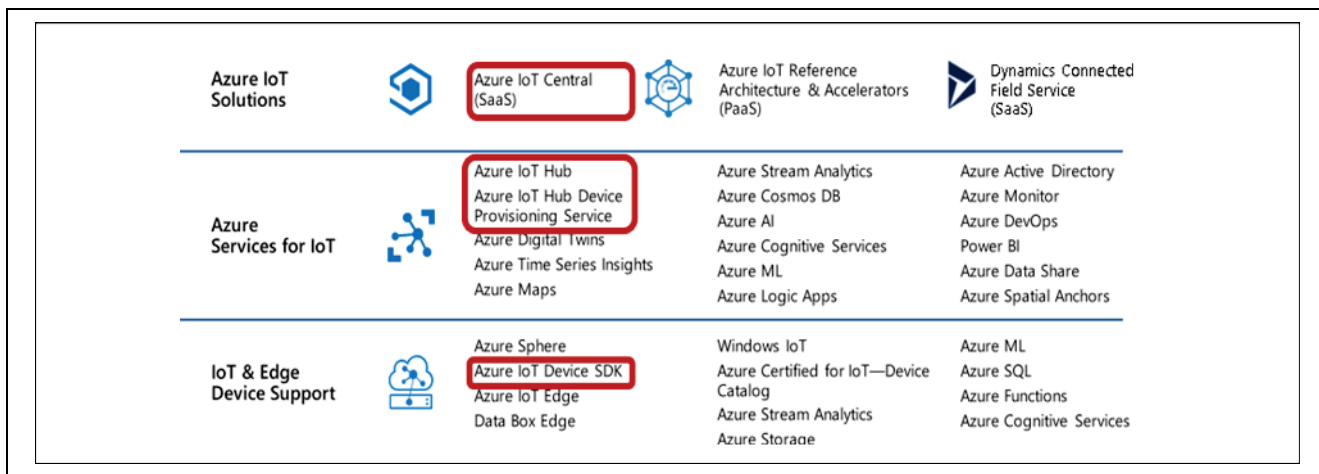 Azure IoT
Solutions
Azure IoT Central
(SaaS)
Azure IoT Reference
Architecture & Accelerators
(PaaS)
Dynamics Connected
Field Service
(SaaS)
Azure
Services for IoT
Azure IoT Hub
Azure IoT Hub Device
Provisioning Service
Azure Digital Twins
Azure Time Series Insights
Azure Maps
Azure Stream Analytics
Azure Cosmos DB
Azure AI
Azure Cognitive Services
Azure ML
Azure Logic Apps
Azure Active Directory
Azure Monitor
Azure DevOps
Power BI
Azure Data Share
Azure Spatial Anchors
IoT & Edge
Device Support
Azure Sphere
Azure IoT Device SDK
Azure IoT Edge
Data Box Edge
Windows IoT
Azure Certified for IoT—Device
Catalog
Azure Stream Analytics
Azure Storage
Azure ML
Azure SQL
Azure Functions
Azure Cognitive Services